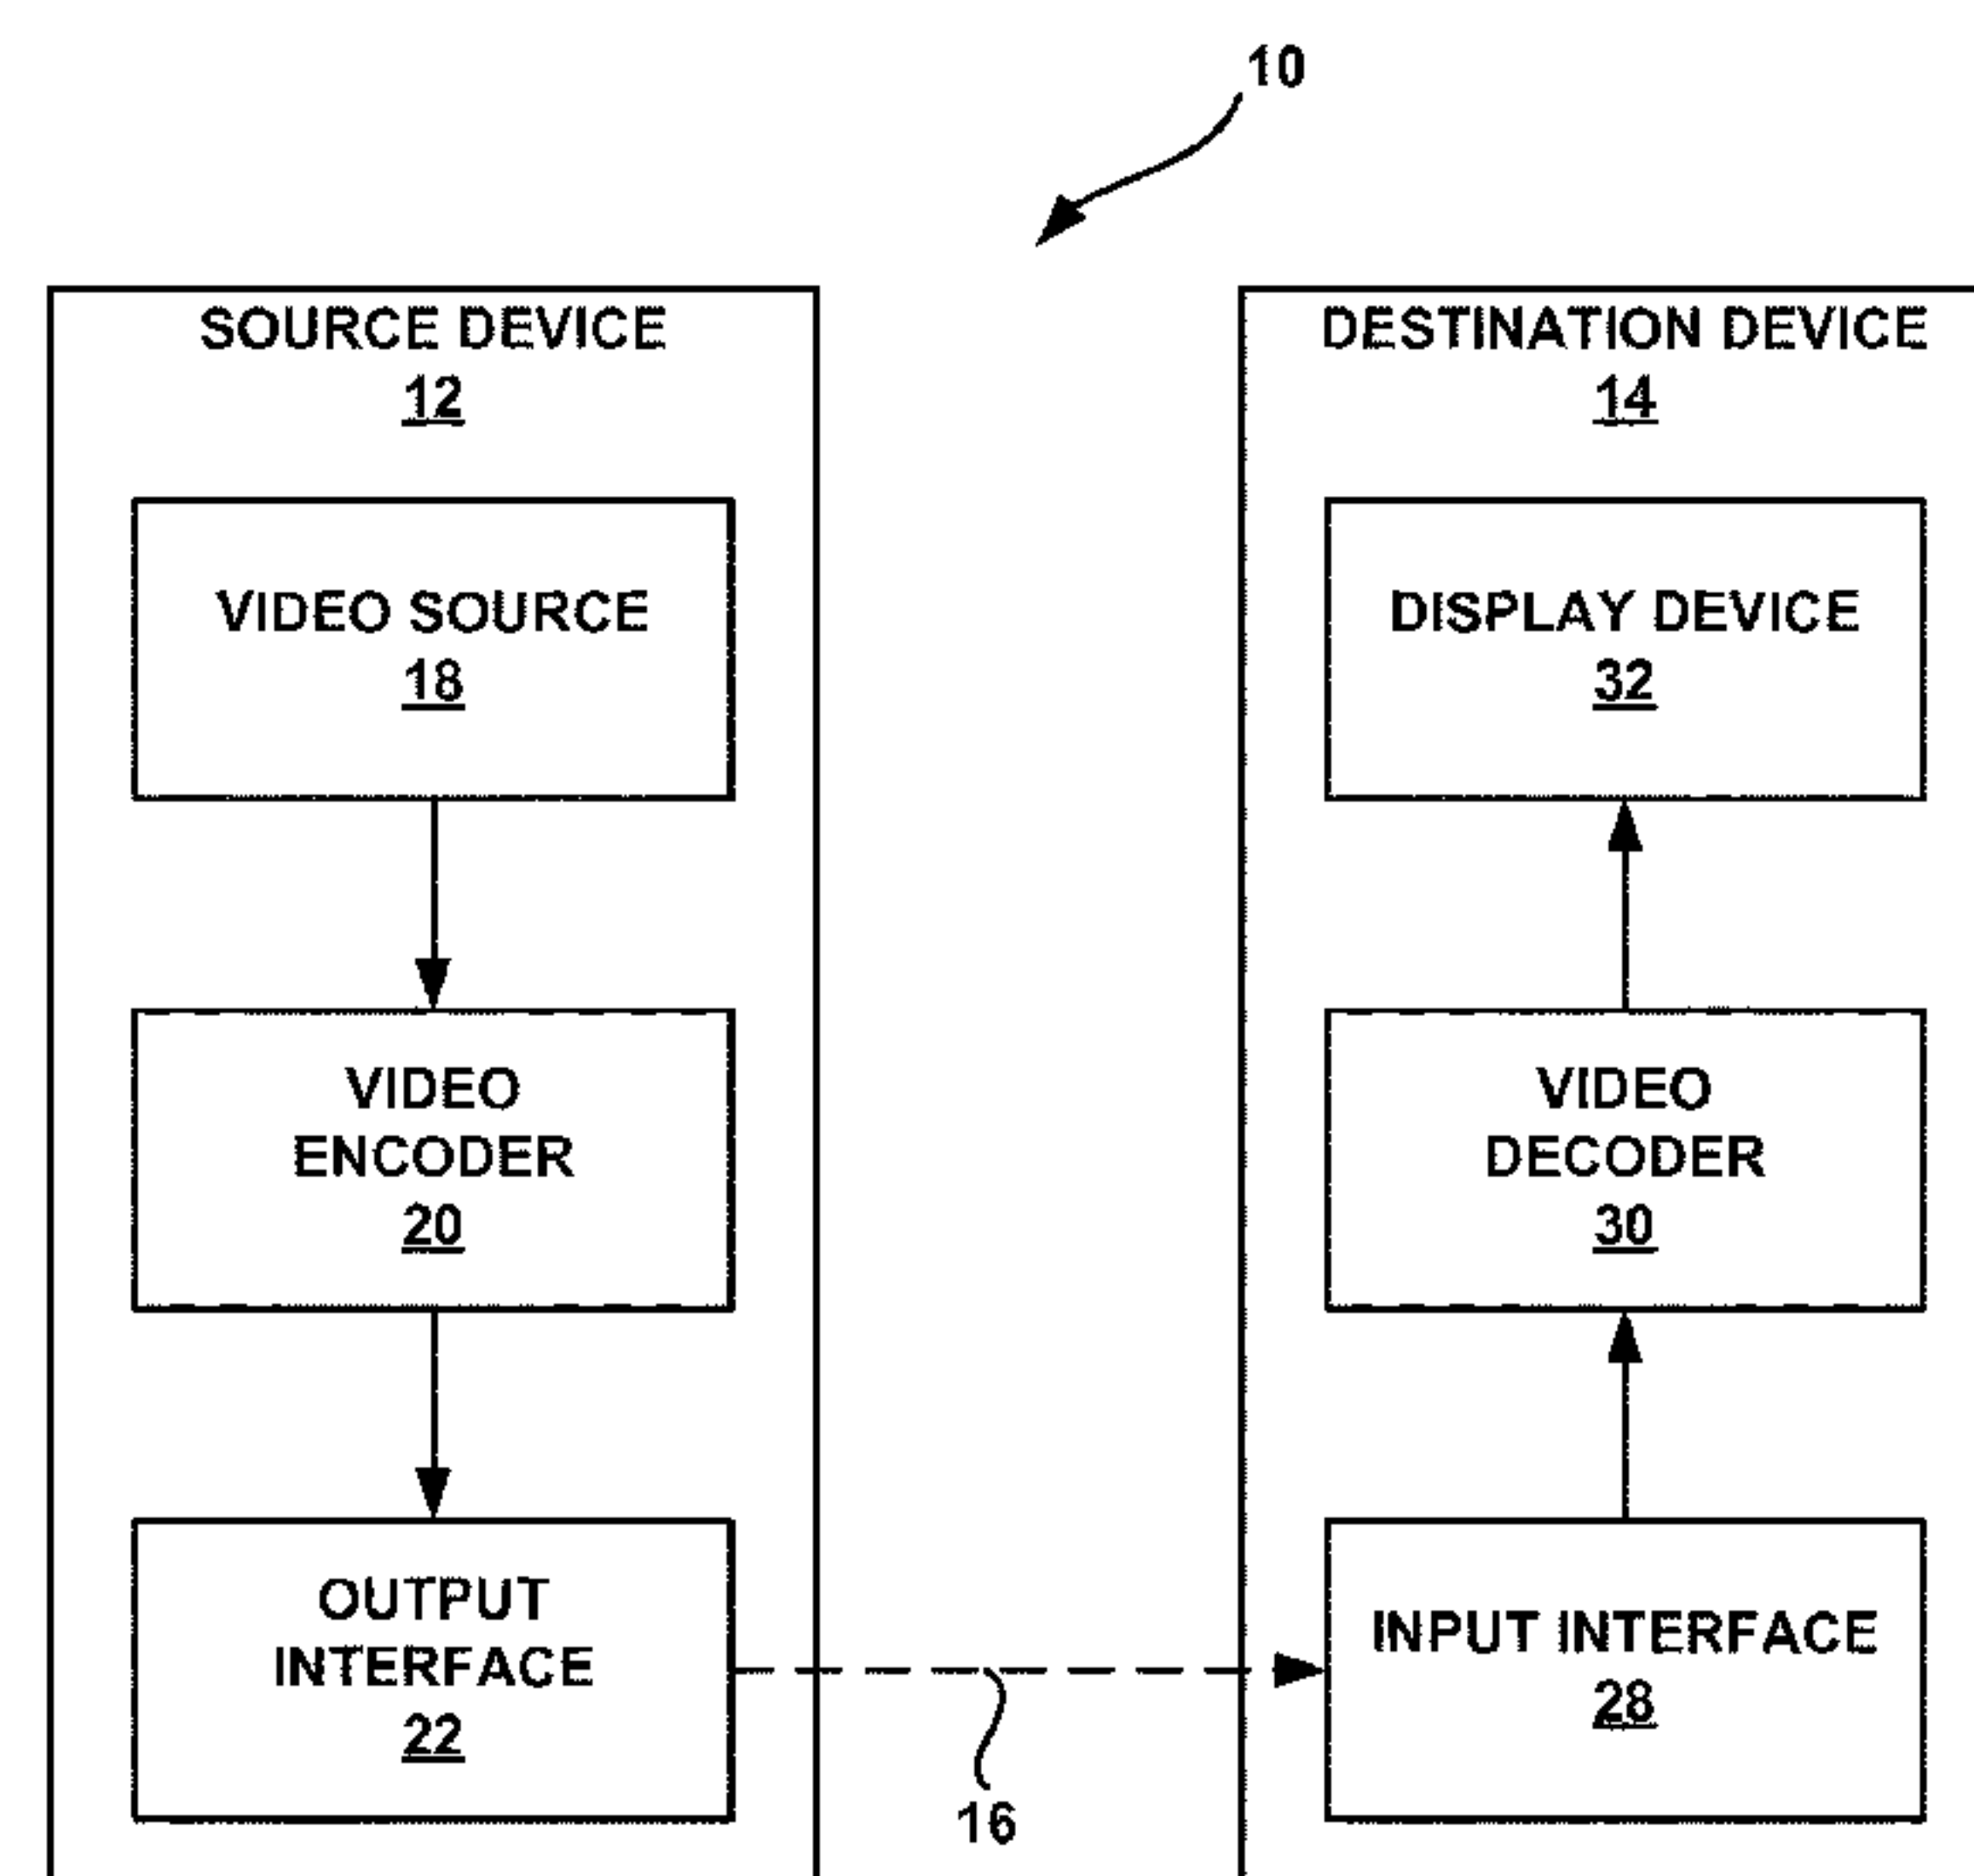 10
SOURCE DEVICE
12
VIDEO SOURCE
18
VIDEO
ENCODER
20
OUTPUT
INTERFACE
22
16
DESTINATION DEVICE
14
DISPLAY DEVICE
32
VIDEO
DECODER
30
INPUT INTERFACE
28